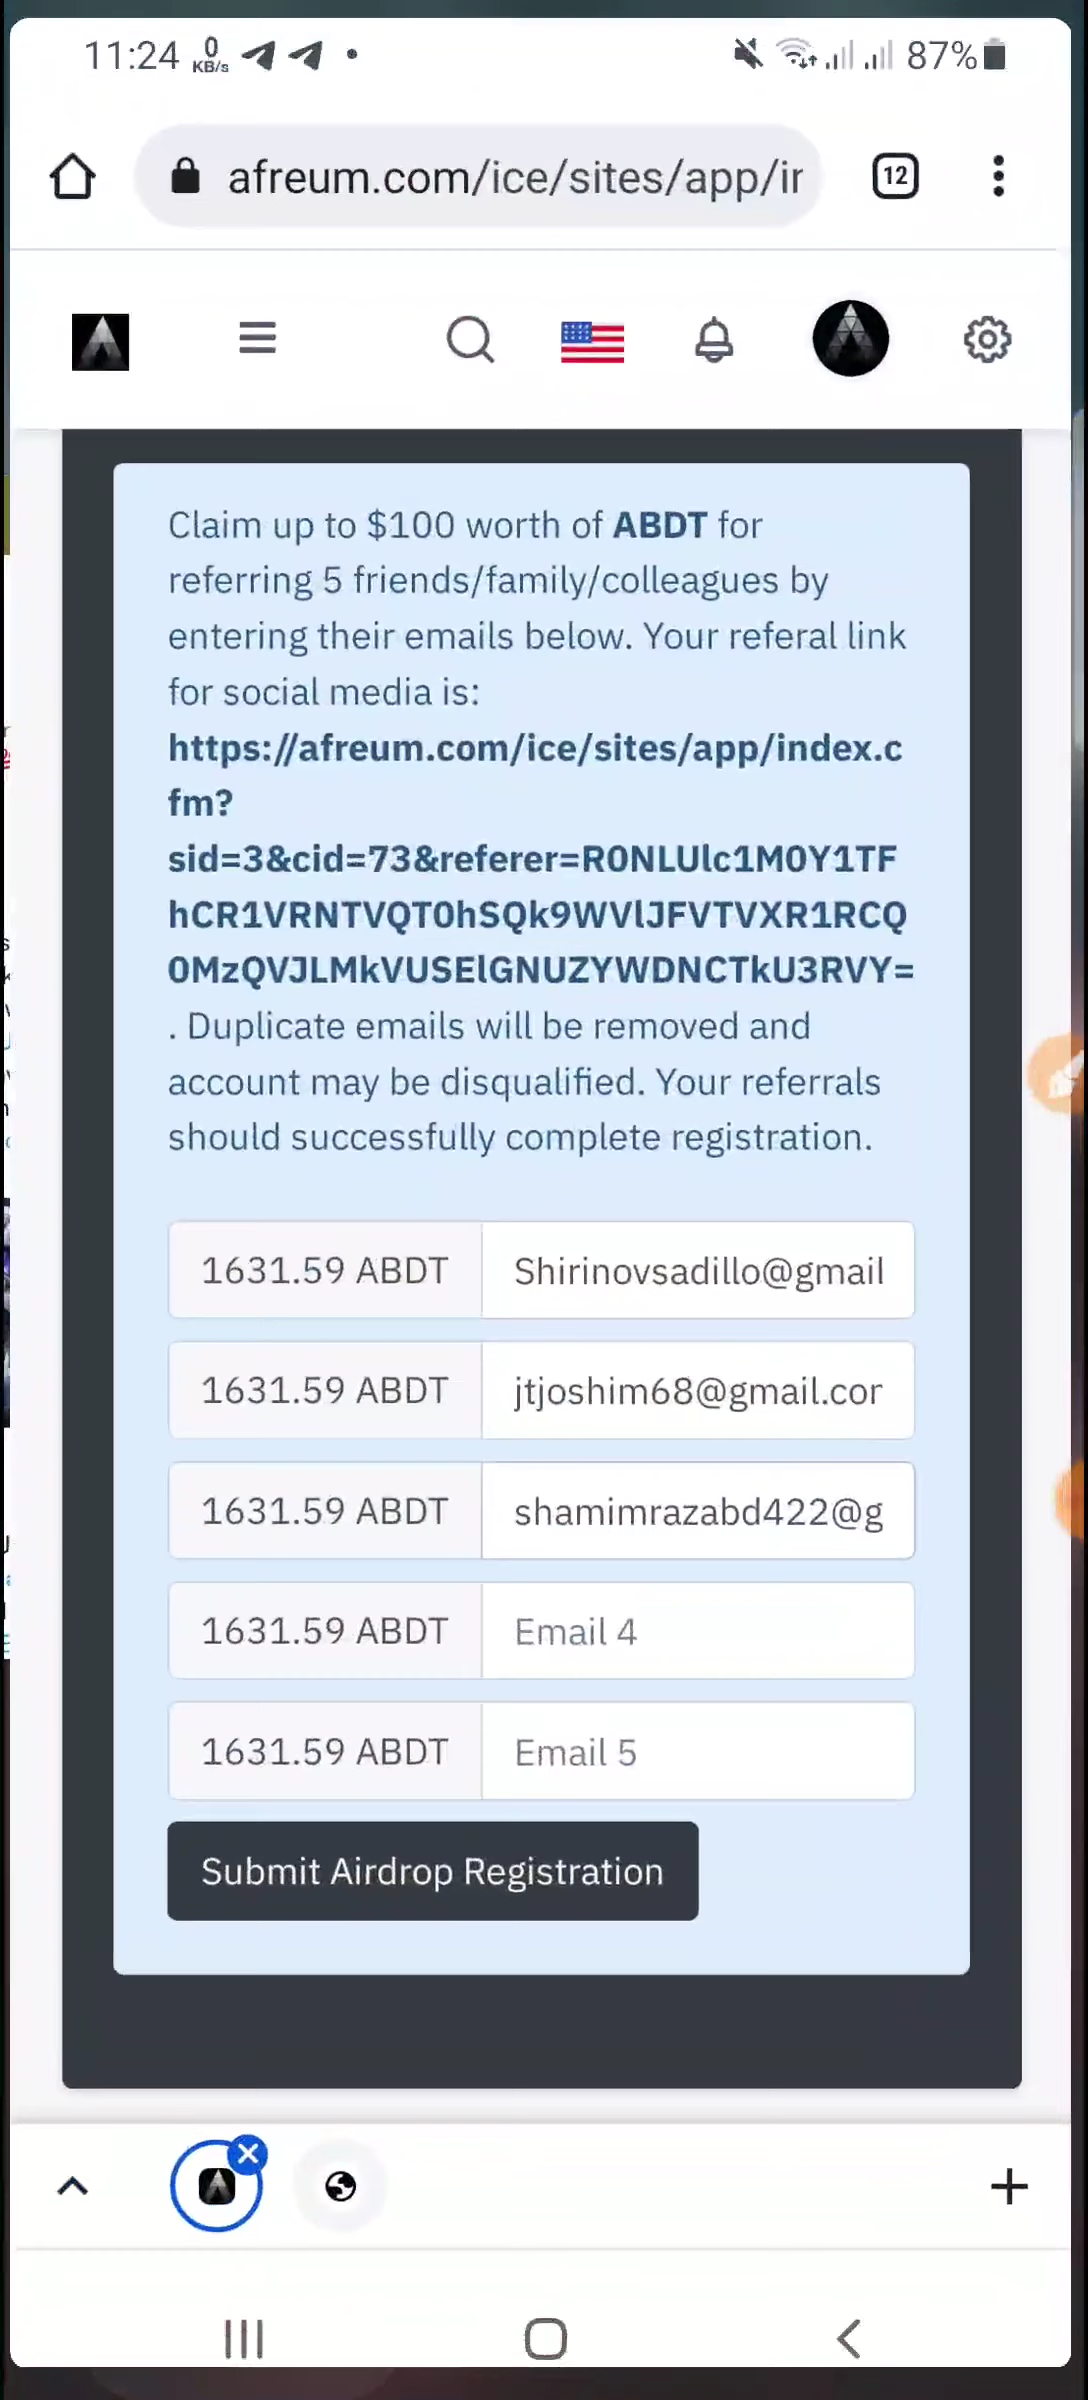 11:24 0 KB/s 87%
afreum.com/ice/sites/app/ir
12
Claim up to $100 worth of ABDT for
referring 5 friends/family/colleagues by
entering their emails below. Your referal link
for social media is:
https://afreum.com/ice/sites/app/index.c
fm?
sid=3&cid=73&referer=R0NLUlc1M0Y1TF
hCR1VRNTVQT0hSQk9WVlJFVTVXR1RCQ
0MzQVJLMkVUSElGNUZYWDNCTkU3RVY=
. Duplicate emails will be removed and
account may be disqualified. Your referrals
should successfully complete registration.
1631.59 ABDT Shirinovsadillo@gmail
1631.59 ABDT jtjoshim68@gmail.cor
1631.59 ABDT shamimrazabd422@g
1631.59 ABDT Email 4
1631.59 ABDT Email 5
Submit Airdrop Registration